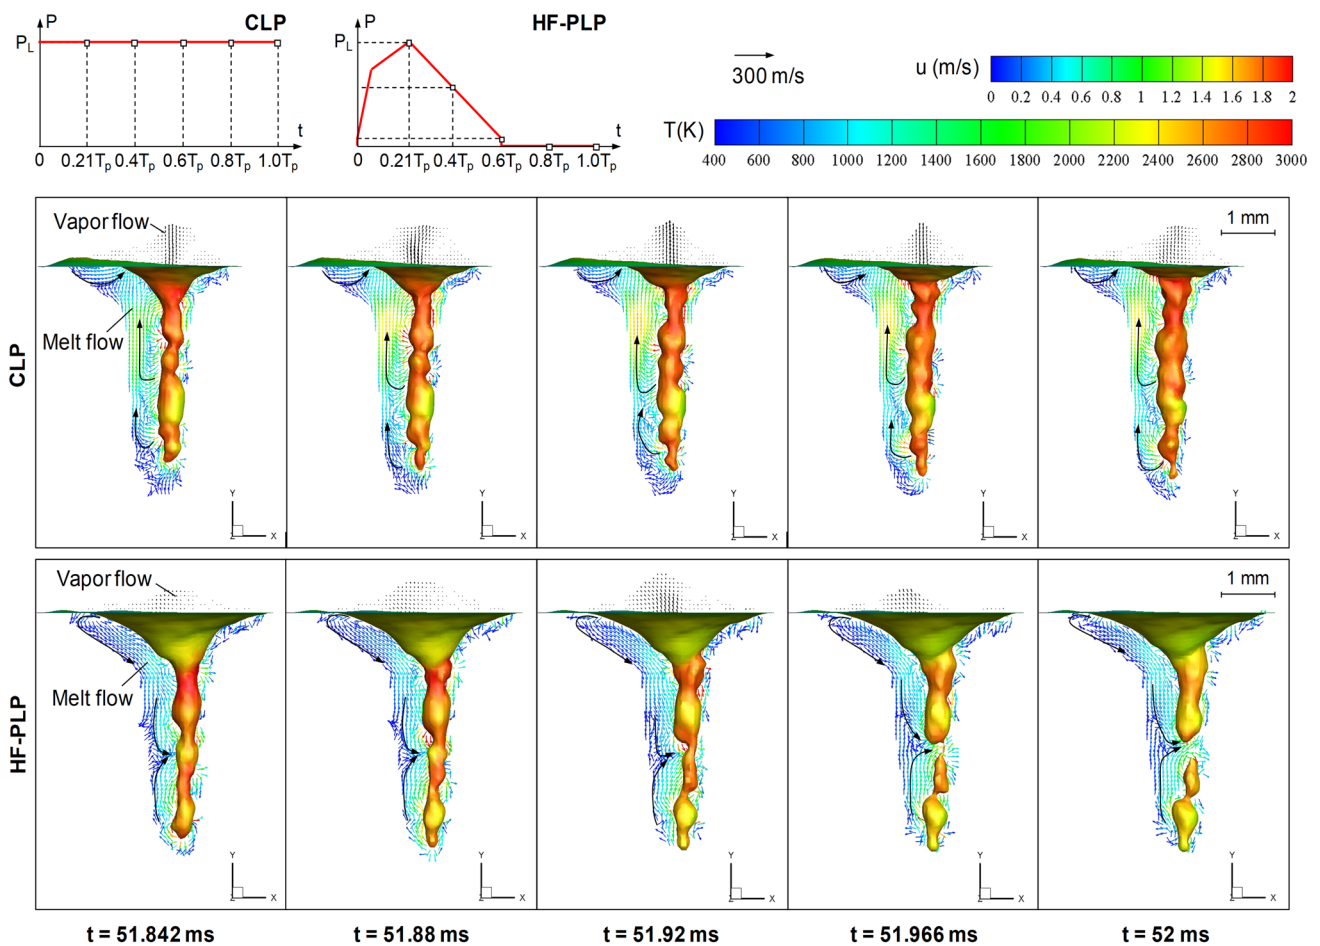 P CLP
P_L
t
0 0.21T_p 0.4T_p 0.6T_p 0.8T_p 1.0T_p
P HF-PLP
P_L
t
0 0.21T_p 0.4T_p 0.6T_p 0.8T_p 1.0T_p
300 m/s
u (m/s)
0 0.2 0.4 0.6 0.8 1 1.2 1.4 1.6 1.8 2
T(K)
400 600 800 1000 1200 1400 1600 1800 2000 2200 2400 2600 2800 3000
CLP
Vapor flow
1 mm
Melt flow
Y Y Y Y Y
Z X Z X Z X Z X Z X
HF-PLP
Vapor flow
1 mm
Melt flow
Y Y Y Y Y
Z X Z X Z X Z X Z X
t = 51.842 ms t = 51.88 ms t = 51.92 ms t = 51.966 ms t = 52 ms